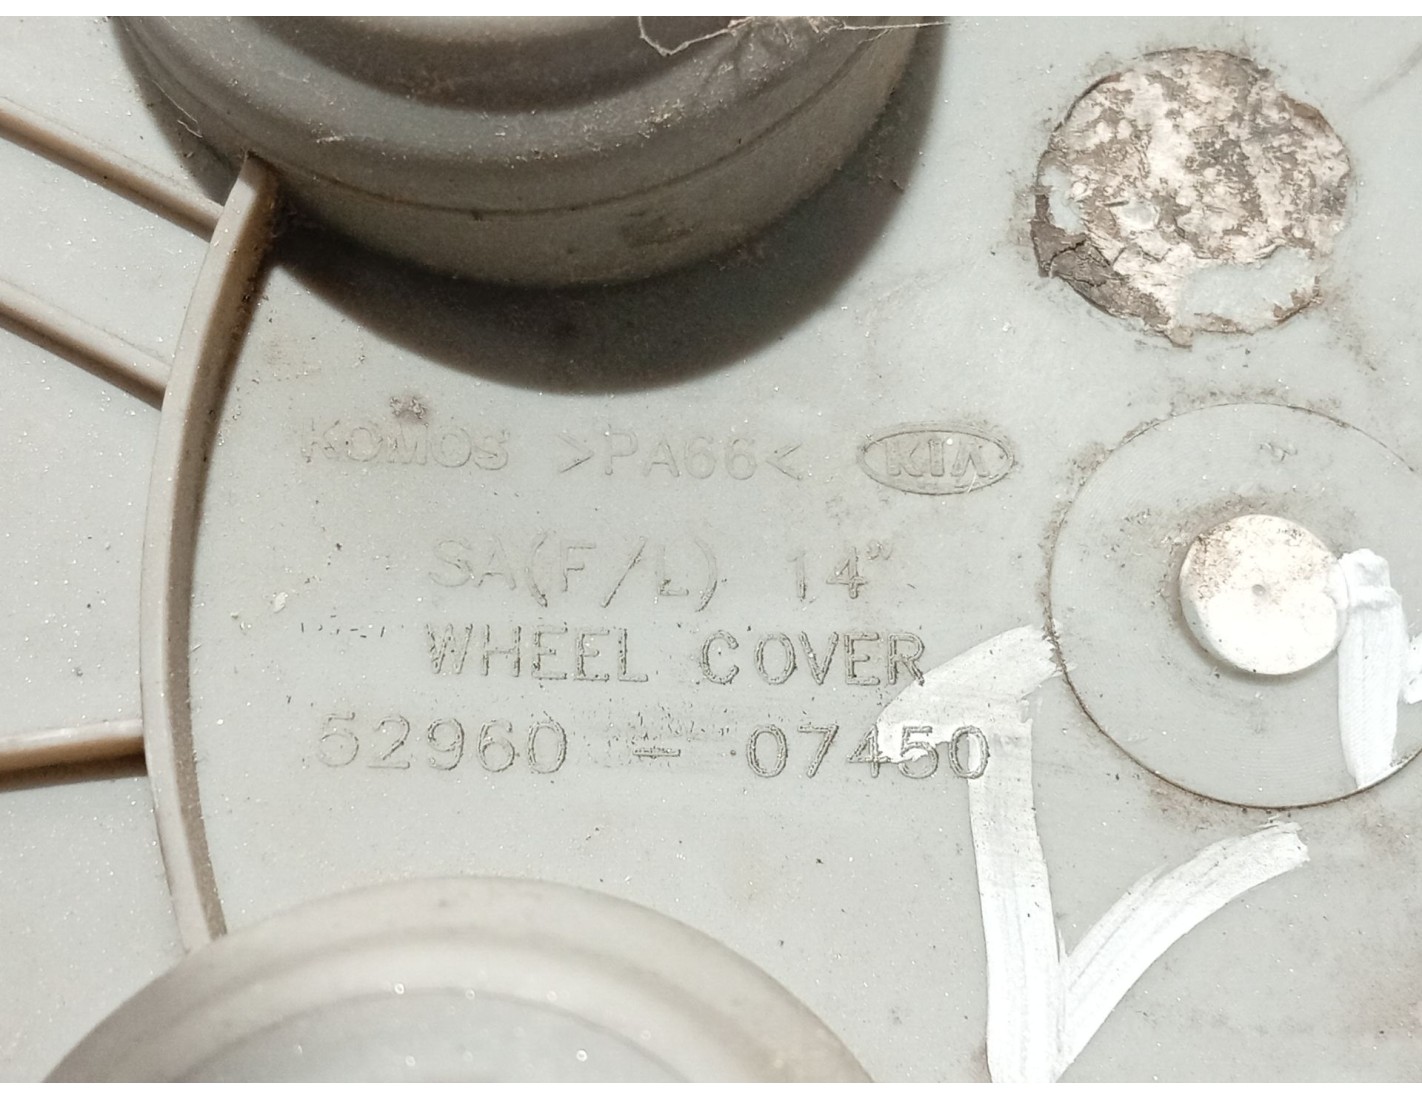 KOMOS >PA66< KIA
SA(F/L) 14"
WHEEL COVER
52960 - 07450